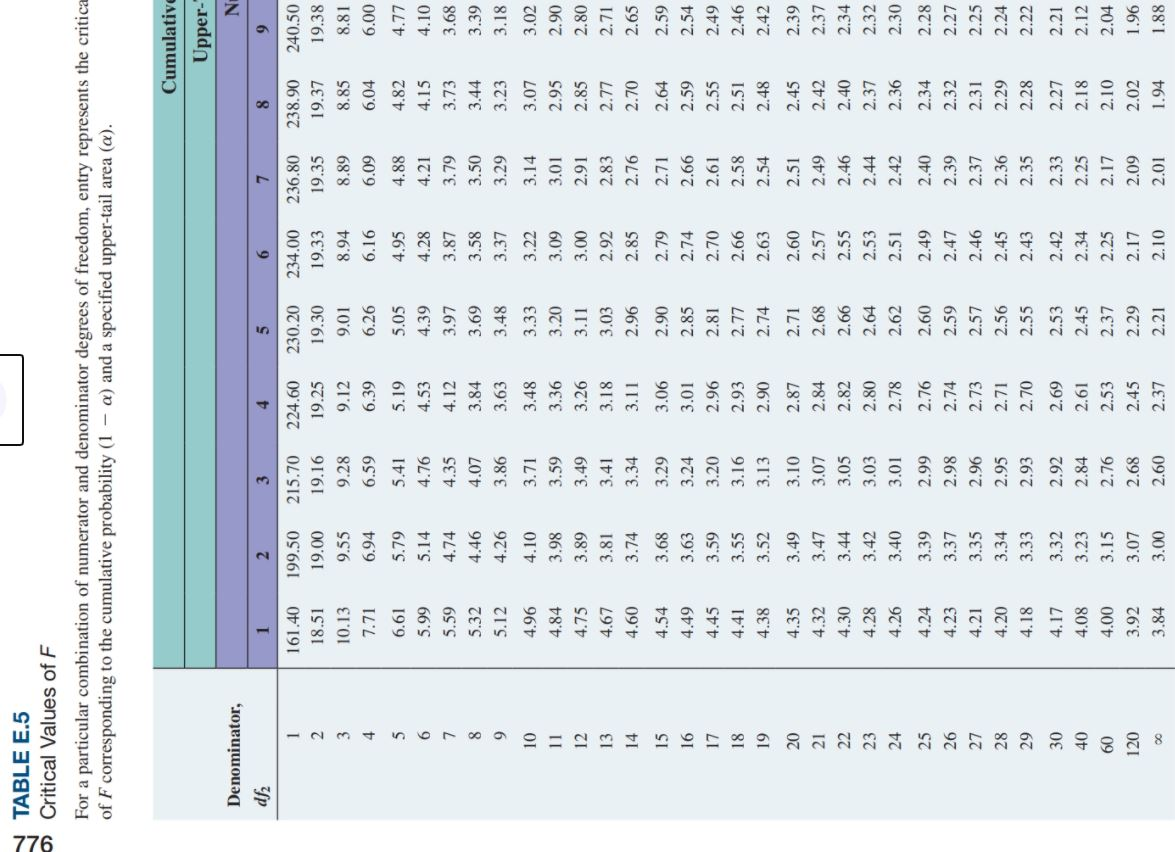 776 TABLE E.5
Critical Values of F
For a particular combination of numerator and denominator degrees of freedom, entry represents the critica
of F corresponding to the cumulative probability (1 − α) and a specified upper-tail area (α).
Cumulative
Upper-
Denominator, N
df₂ 1 2 3 4 5 6 7 8 9
1 161.40 199.50 215.70 224.60 230.20 234.00 236.80 238.90 240.50
2 18.51 19.00 19.16 19.25 19.30 19.33 19.35 19.37 19.38
3 10.13 9.55 9.28 9.12 9.01 8.94 8.89 8.85 8.81
4 7.71 6.94 6.59 6.39 6.26 6.16 6.09 6.04 6.00
5 6.61 5.79 5.41 5.19 5.05 4.95 4.88 4.82 4.77
6 5.99 5.14 4.76 4.53 4.39 4.28 4.21 4.15 4.10
7 5.59 4.74 4.35 4.12 3.97 3.87 3.79 3.73 3.68
8 5.32 4.46 4.07 3.84 3.69 3.58 3.50 3.44 3.39
9 5.12 4.26 3.86 3.63 3.48 3.37 3.29 3.23 3.18
10 4.96 4.10 3.71 3.48 3.33 3.22 3.14 3.07 3.02
11 4.84 3.98 3.59 3.36 3.20 3.09 3.01 2.95 2.90
12 4.75 3.89 3.49 3.26 3.11 3.00 2.91 2.85 2.80
13 4.67 3.81 3.41 3.18 3.03 2.92 2.83 2.77 2.71
14 4.60 3.74 3.34 3.11 2.96 2.85 2.76 2.70 2.65
15 4.54 3.68 3.29 3.06 2.90 2.79 2.71 2.64 2.59
16 4.49 3.63 3.24 3.01 2.85 2.74 2.66 2.59 2.54
17 4.45 3.59 3.20 2.96 2.81 2.70 2.61 2.55 2.49
18 4.41 3.55 3.16 2.93 2.77 2.66 2.58 2.51 2.46
19 4.38 3.52 3.13 2.90 2.74 2.63 2.54 2.48 2.42
20 4.35 3.49 3.10 2.87 2.71 2.60 2.51 2.45 2.39
21 4.32 3.47 3.07 2.84 2.68 2.57 2.49 2.42 2.37
22 4.30 3.44 3.05 2.82 2.66 2.55 2.46 2.40 2.34
23 4.28 3.42 3.03 2.80 2.64 2.53 2.44 2.37 2.32
24 4.26 3.40 3.01 2.78 2.62 2.51 2.42 2.36 2.30
25 4.24 3.39 2.99 2.76 2.60 2.49 2.40 2.34 2.28
26 4.23 3.37 2.98 2.74 2.59 2.47 2.39 2.32 2.27
27 4.21 3.35 2.96 2.73 2.57 2.46 2.37 2.31 2.25
28 4.20 3.34 2.95 2.71 2.56 2.45 2.36 2.29 2.24
29 4.18 3.33 2.93 2.70 2.55 2.43 2.35 2.28 2.22
30 4.17 3.32 2.92 2.69 2.53 2.42 2.33 2.27 2.21
40 4.08 3.23 2.84 2.61 2.45 2.34 2.25 2.18 2.12
60 4.00 3.15 2.76 2.53 2.37 2.25 2.17 2.10 2.04
120 3.92 3.07 2.68 2.45 2.29 2.17 2.09 2.02 1.96
∞ 3.84 3.00 2.60 2.37 2.21 2.10 2.01 1.94 1.88